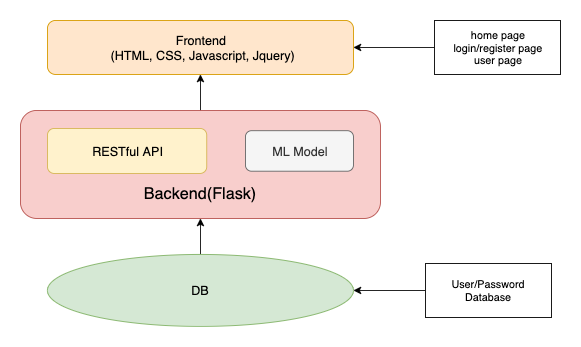 Frontend
(HTML, CSS, Javascript, Jquery)
home page
login/register page
user page
RESTful API
ML Model
Backend(Flask)
DB
User/Password
Database